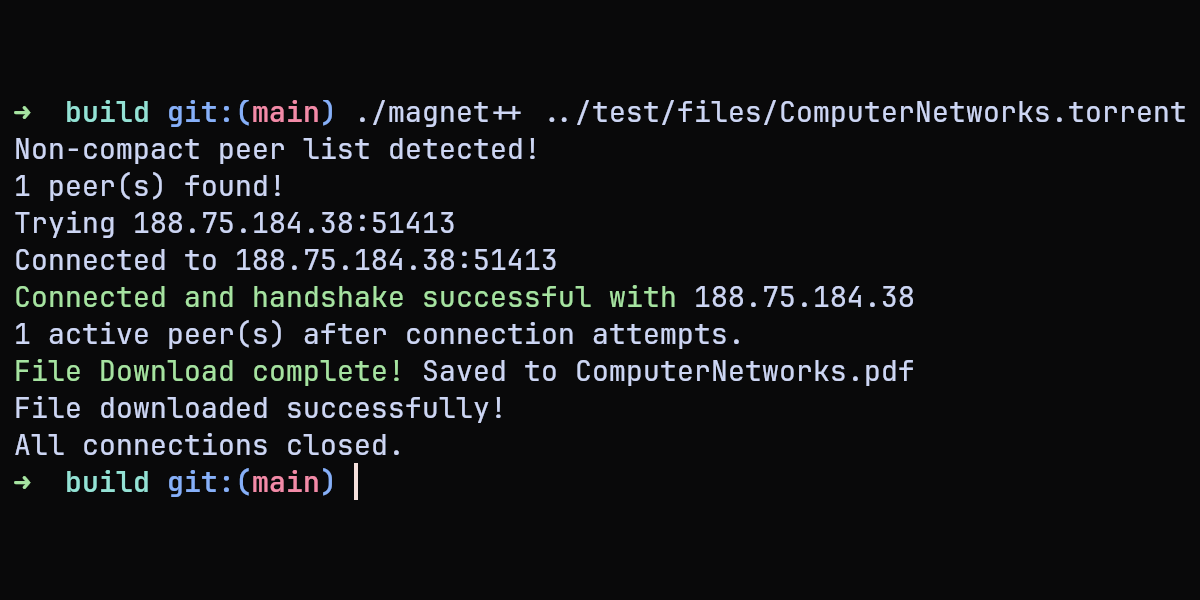 ➜  build git:(main) ./magnet++ ../test/files/ComputerNetworks.torrent
Non-compact peer list detected!
1 peer(s) found!
Trying 188.75.184.38:51413
Connected to 188.75.184.38:51413
Connected and handshake successful with 188.75.184.38
1 active peer(s) after connection attempts.
File Download complete! Saved to ComputerNetworks.pdf
File downloaded successfully!
All connections closed.
➜  build git:(main)